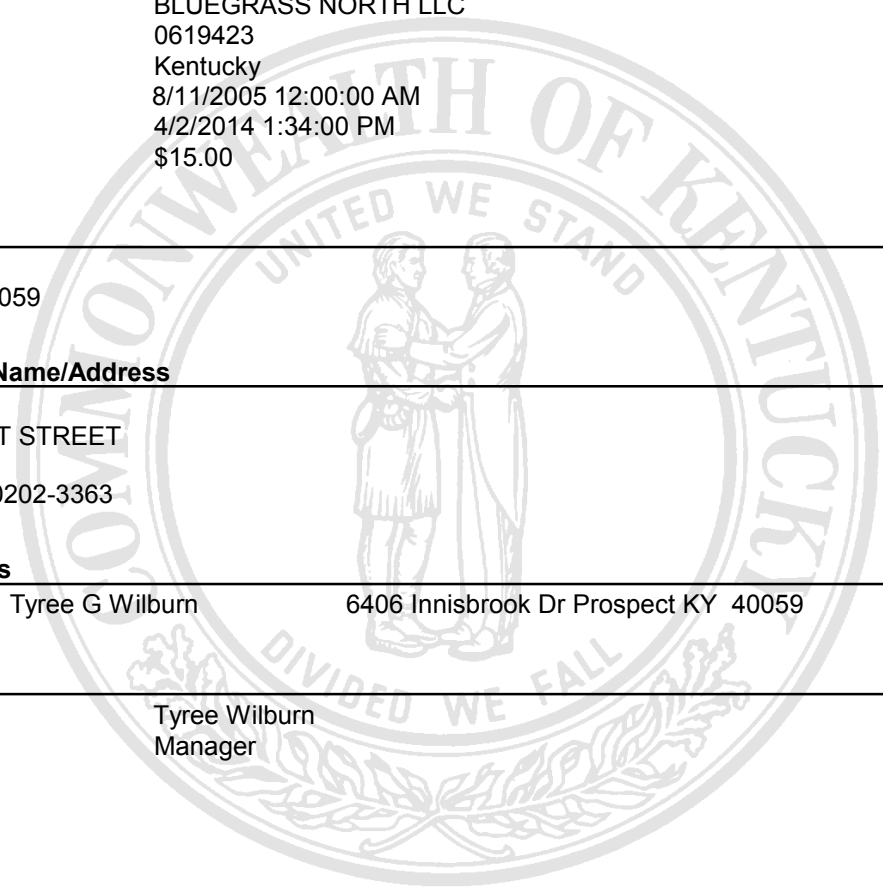 BLUEGRASS NORTH LLC
0619423
Kentucky
8/11/2005 12:00:00 AM
4/2/2014 1:34:00 PM
$15.00
COMMONWEALTH OF KENTUCKY
UNITED WE STAND
059
Name/Address
T STREET
0202-3363
s
Tyree G Wilburn 6406 Innisbrook Dr Prospect KY 40059
DIVIDED WE FALL
Tyree Wilburn
Manager